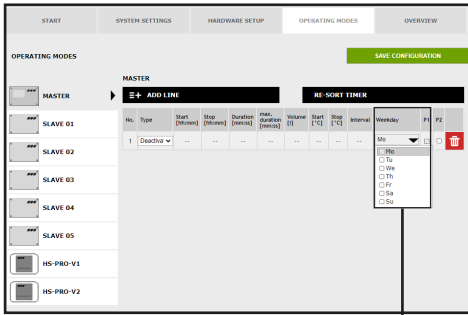 START SYSTEM SETTINGS HARDWARE SETUP OPERATING MODES OVERVIEW
OPERATING MODES SAVE CONFIGURATION
MASTER
MASTER ADD LINE RE-SORT TIMER
SLAVE 01
No. Type Start [hh:mm] Stop [hh:mm] Duration [mm:ss] max. duration [mm:ss] Volume [l] Start [°C] Stop [°C] Interval Weekday P1 P2
1 Deactivat -- -- -- -- -- -- -- -- Mo
Mo
Tu
We
Th
Fr
Sa
Su
SLAVE 02
SLAVE 03
SLAVE 04
SLAVE 05
HS-PRO-V1
HS-PRO-V2